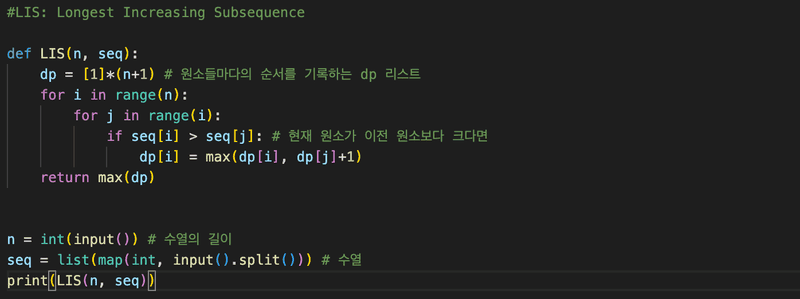 #LIS: Longest Increasing Subsequence

def LIS(n, seq):
    dp = [1]*(n+1) # 원소들마다의 순서를 기록하는 dp 리스트
    for i in range(n):
        for j in range(i):
            if seq[i] > seq[j]: # 현재 원소가 이전 원소보다 크다면
                dp[i] = max(dp[i], dp[j]+1)
    return max(dp)


n = int(input()) # 수열의 길이
seq = list(map(int, input().split())) # 수열
print(LIS(n, seq))